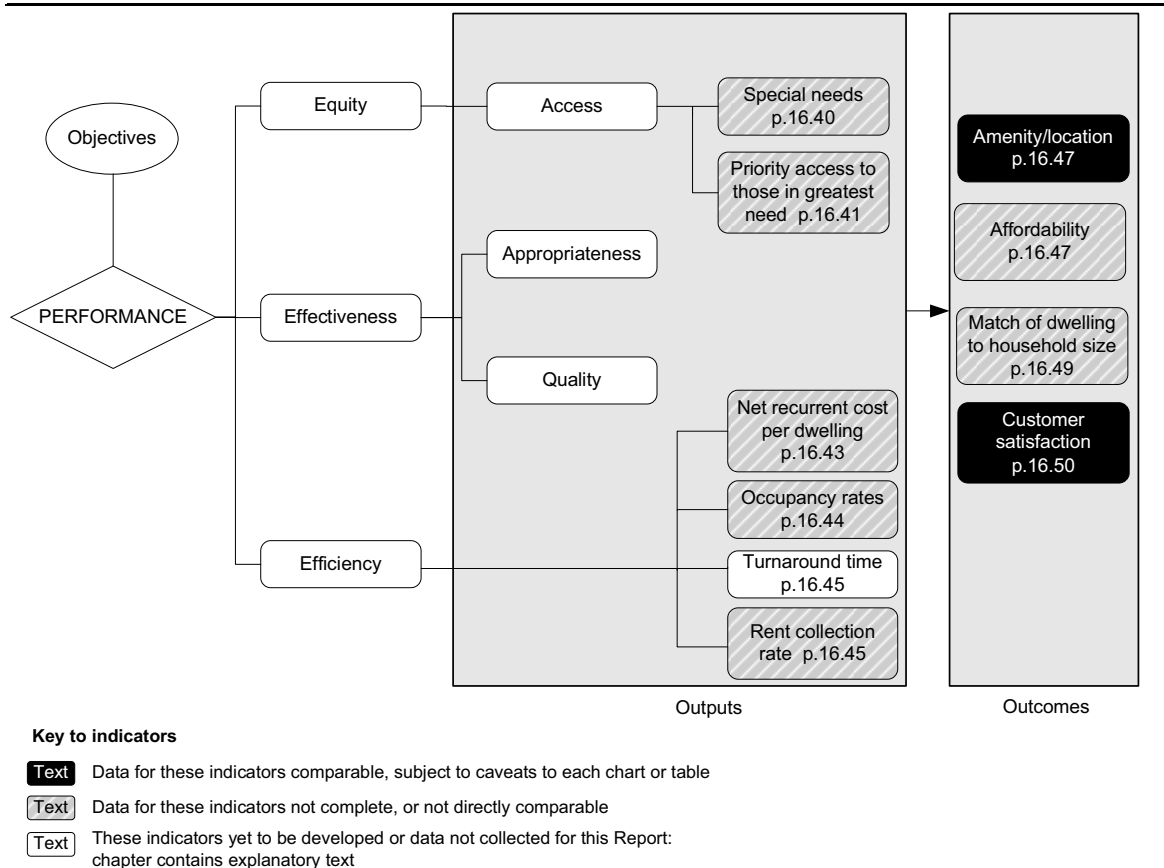 Objectives
PERFORMANCE
Equity
Effectiveness
Efficiency
Access
Appropriateness
Quality
Special needs
p.16.40
Priority access to
those in greatest
need p.16.41
Net recurrent cost
per dwelling
p.16.43
Occupancy rates
p.16.44
Turnaround time
p.16.45
Rent collection
rate p.16.45
Outputs
Amenity/location
p.16.47
Affordability
p.16.47
Match of dwelling
to household size
p.16.49
Customer
satisfaction
p.16.50
Outcomes
Key to indicators
Text Data for these indicators comparable, subject to caveats to each chart or table
Text Data for these indicators not complete, or not directly comparable
Text These indicators yet to be developed or data not collected for this Report:
chapter contains explanatory text